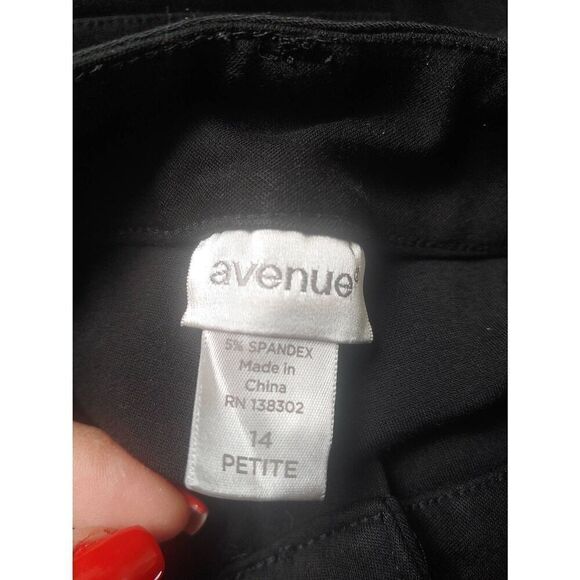 avenue®
5% SPANDEX
Made in
China
RN 138302
14
PETITE